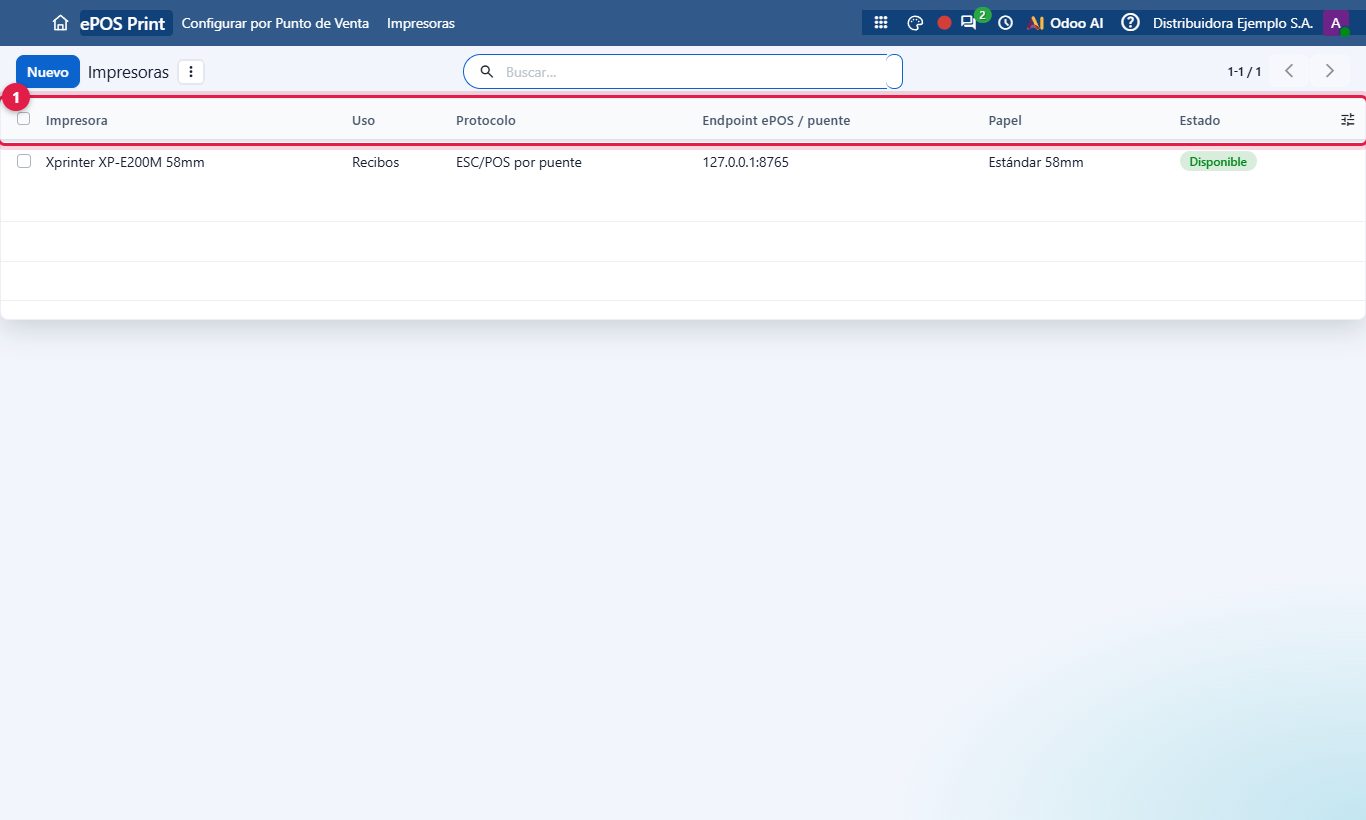 ePOS Print Configurar por Punto de Venta Impresoras 2 Odoo AI Distribuidora Ejemplo S.A. A
Nuevo Impresoras Buscar... 1-1 / 1
1
Impresora Uso Protocolo Endpoint ePOS / puente Papel Estado
Xprinter XP-E200M 58mm Recibos ESC/POS por puente 127.0.0.1:8765 Estándar 58mm Disponible